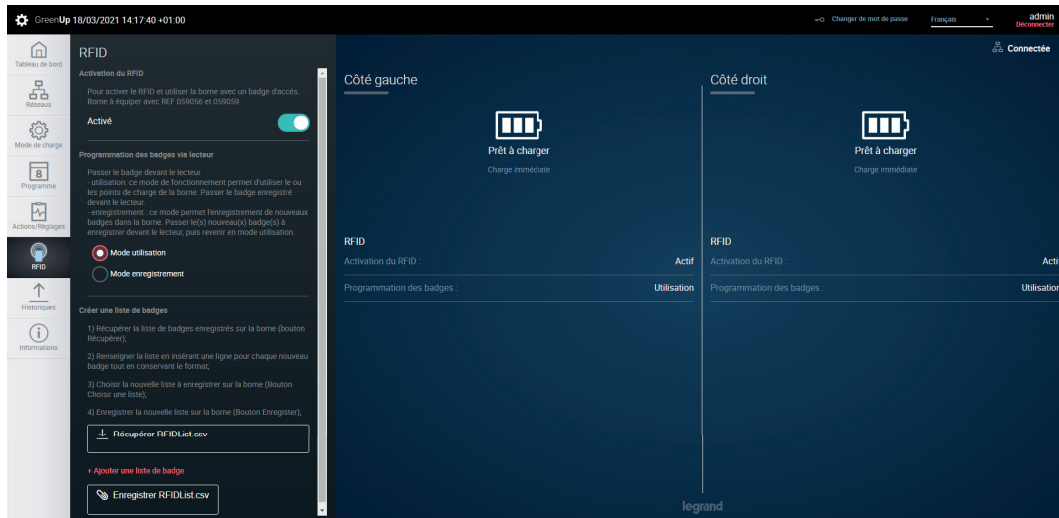 GreenUp 18/03/2021 14:17:40 +01:00
Changer de mot de passe
Français
admin
Déconnecter
Tableau de bord
Réseaux
Mode de charge
8
Programme
Actions/Réglages
RFID
Historiques
Informations
RFID
Activation du RFID
Pour activer le RFID et utiliser la borne avec un badge d'accès.
Borne à équiper avec REF 059056 et 059059.
Activé
Programmation des badges via lecteur
Passer le badge devant le lecteur
- utilisation: ce mode de fonctionnement permet d'utiliser le ou
les points de charge de la borne. Passer le badge enregistré
devant le lecteur.
- enregistrement : ce mode permet l'enregistrement de nouveaux
badges dans la borne. Passer le(s) nouveau(x) badge(s) à
enregistrer devant le lecteur, puis revenir en mode utilisation.
Mode utilisation
Mode enregistrement
Créer une liste de badges
1) Récupérer la liste de badges enregistrés sur la borne (bouton
Récupérer);
2) Renseigner la liste en insérant une ligne pour chaque nouveau
badge tout en conservant le format;
3) Choisir la nouvelle liste à enregistrer sur la borne (Bouton
Choisir une liste);
4) Enregistrer la nouvelle liste sur la borne (Bouton Enregister);
Récupérer RFIDList.csv
+ Ajouter une liste de badge
Enregistrer RFIDList.csv
Connectée
Côté gauche
Prêt à charger
Charge immédiate
RFID
Activation du RFID : Actif
Programmation des badges : Utilisation
Côté droit
Prêt à charger
Charge immédiate
RFID
Activation du RFID : Acti
Programmation des badges : Utilisation
legrand